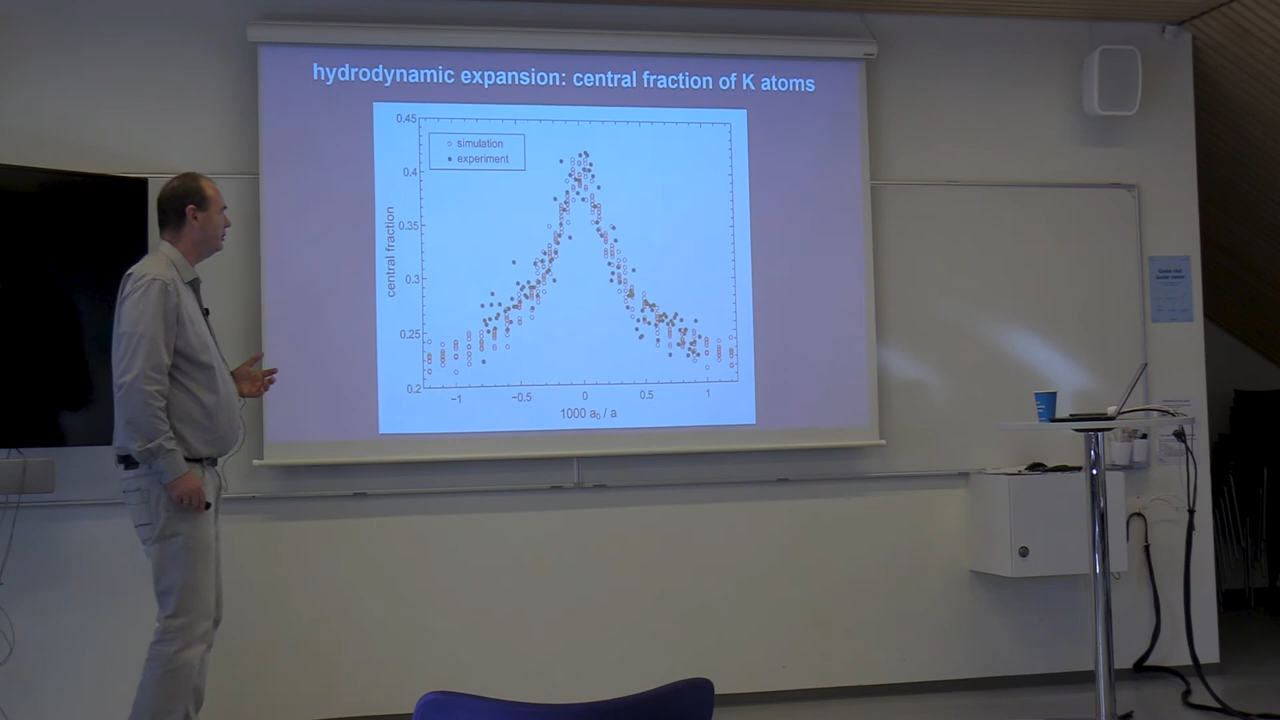 hydrodynamic expansion: central fraction of K atoms
0.45
simulation
experiment
0.4
0.35
central fraction
0.3
0.25
0.2
−1
−0.5
0
0.5
1
1000 a₀ / a